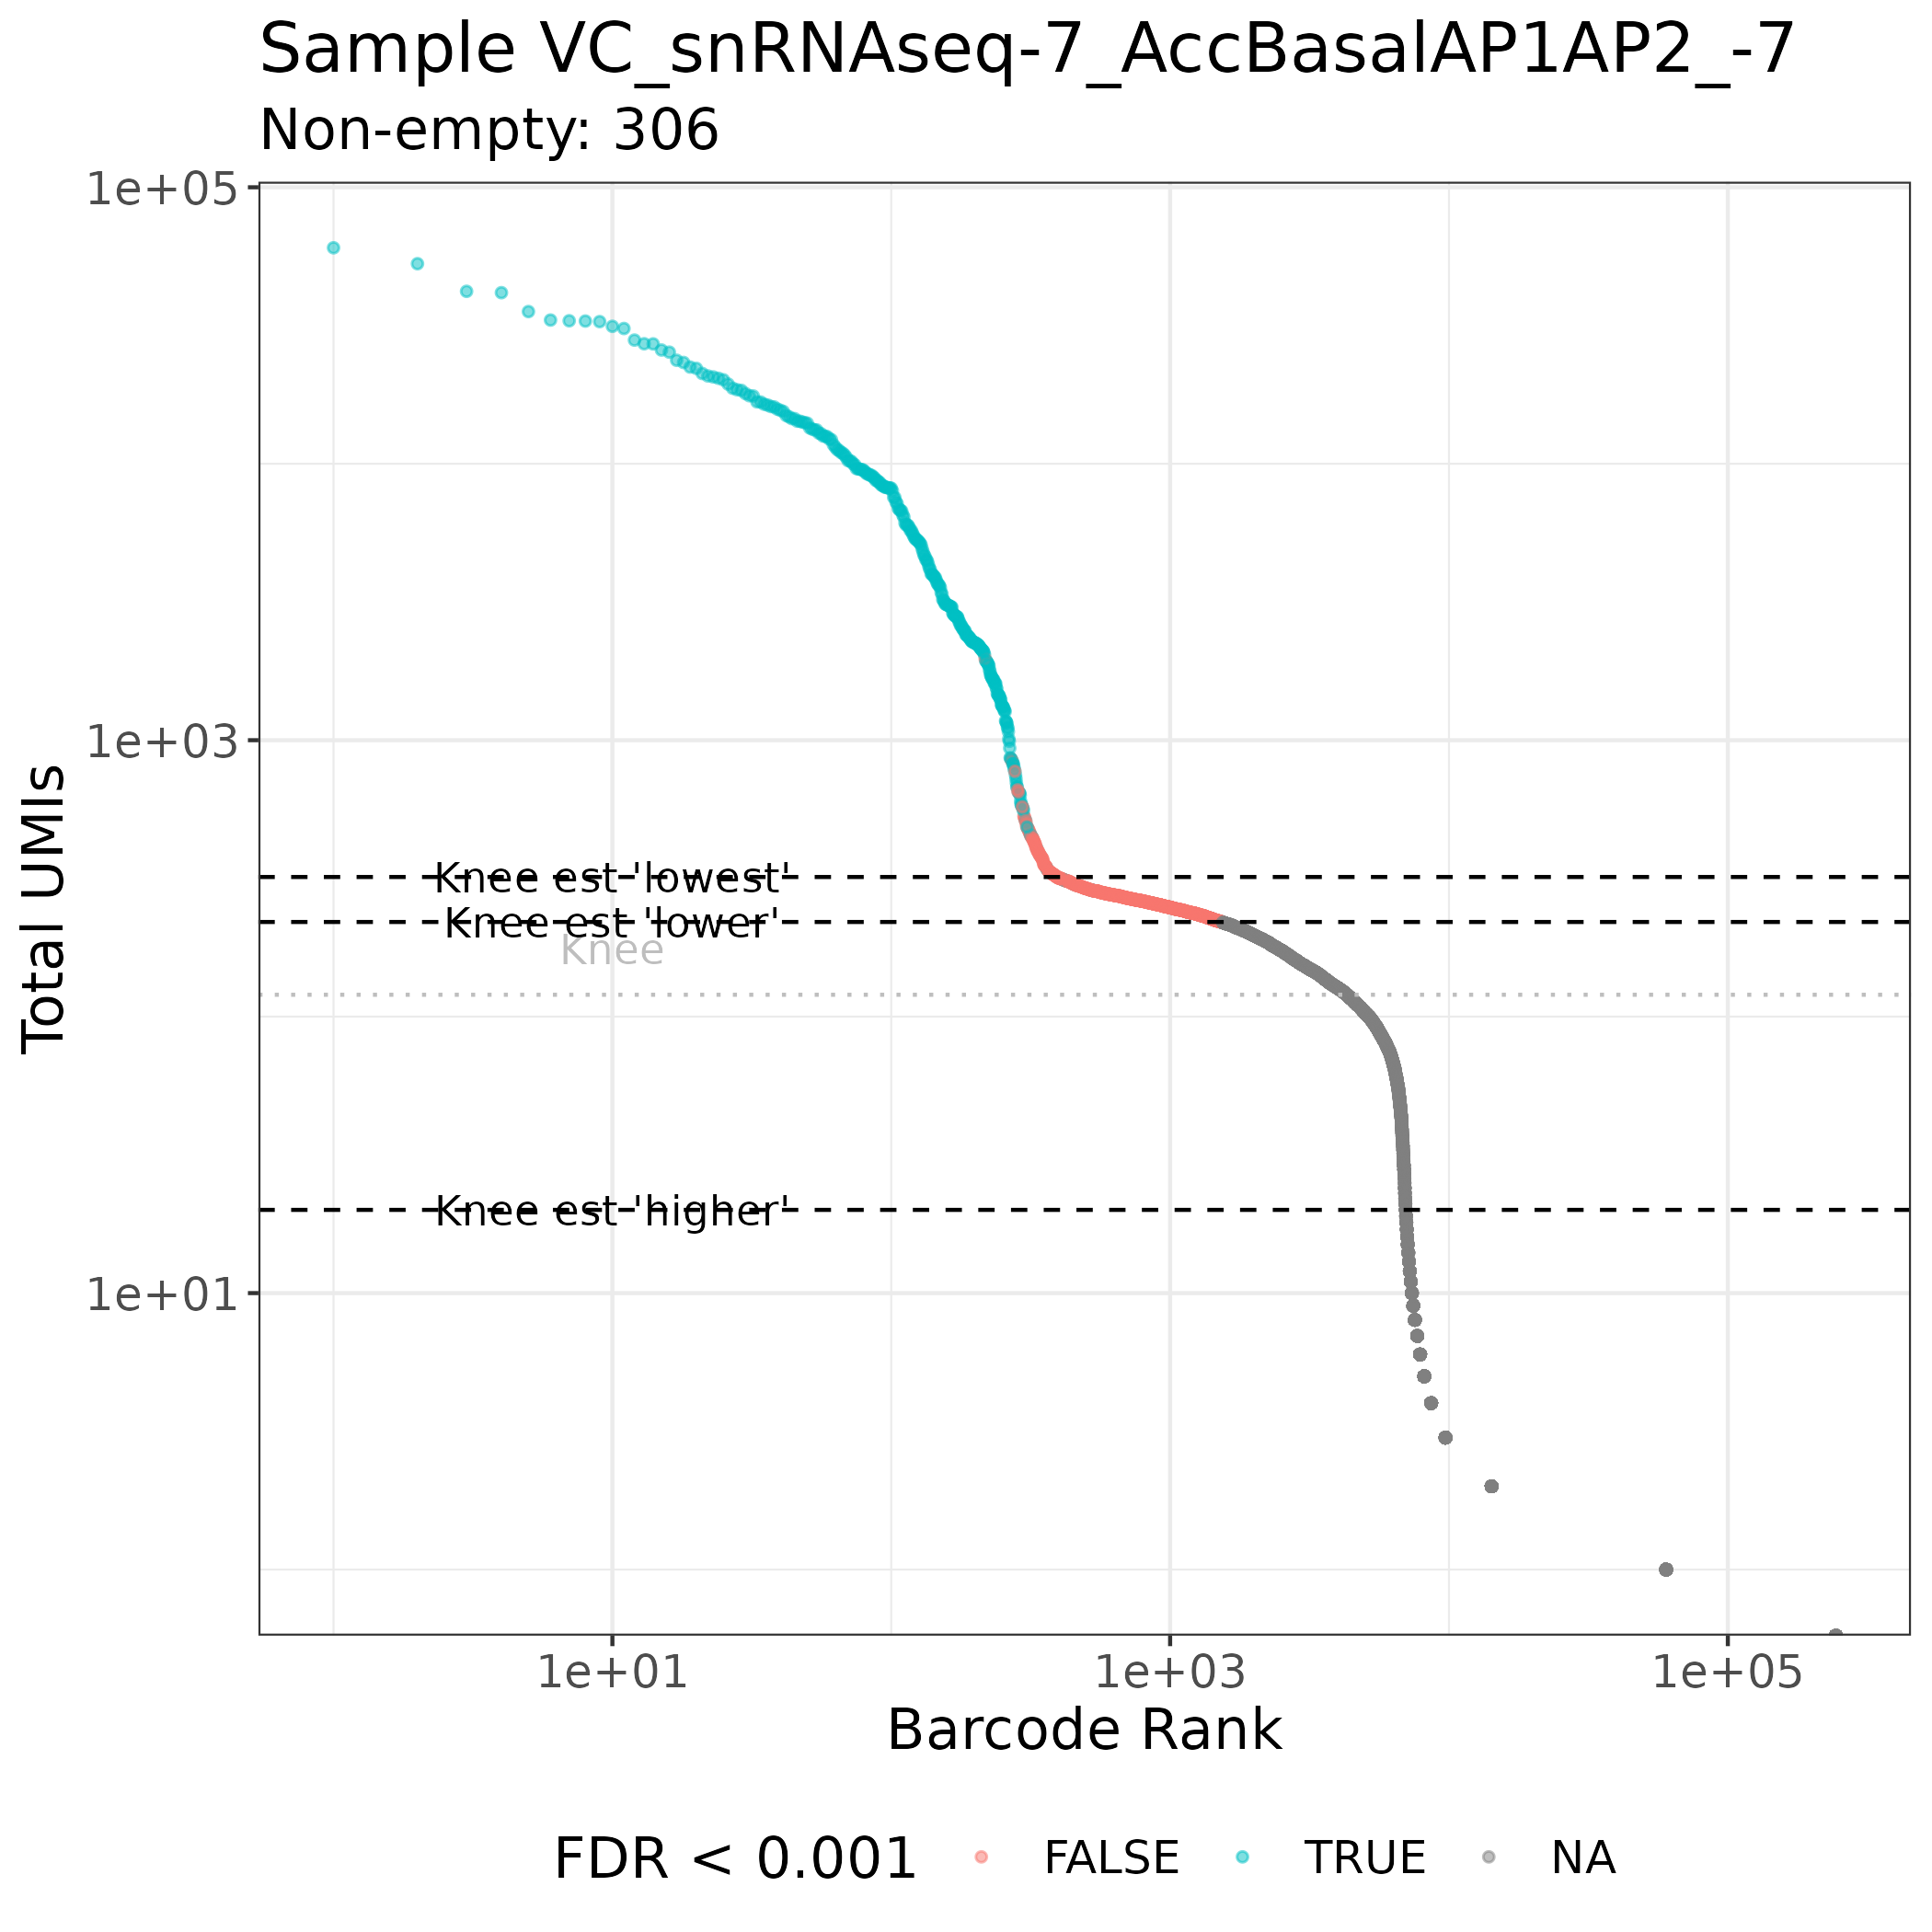 Sample VC_snRNAseq-7_AccBasalAP1AP2_-7
Non-empty: 306
1e+05
1e+03
1e+01
Total UMIs
Knee est 'lowest'
Knee est 'lower'
Knee
Knee est 'higher'
1e+01 1e+03 1e+05
Barcode Rank
FDR < 0.001 FALSE TRUE NA